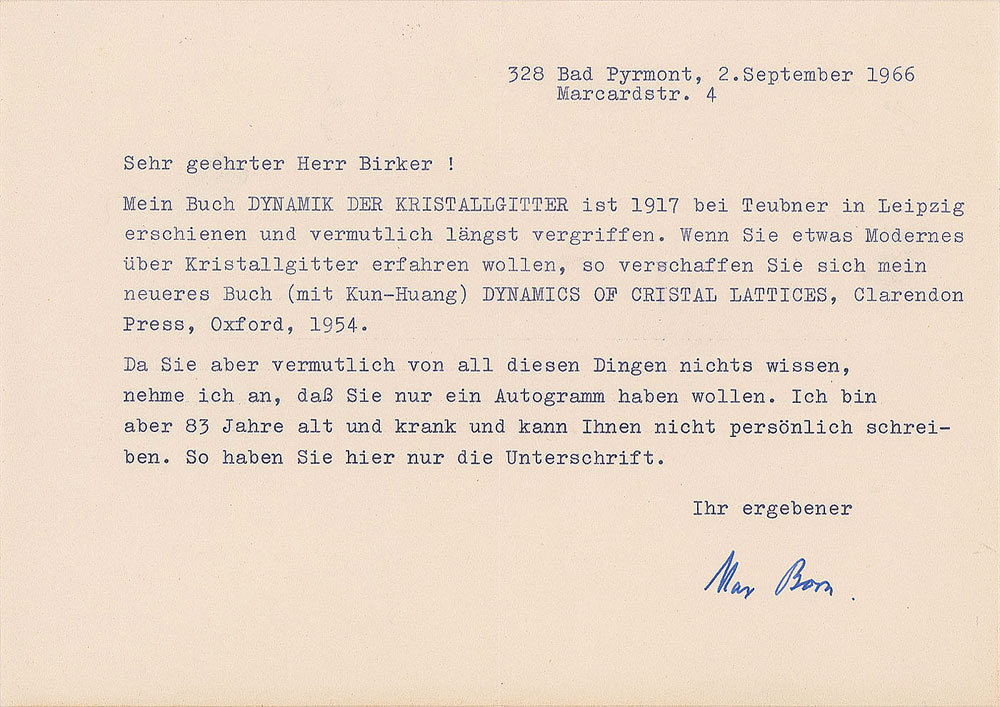 328 Bad Pyrmont, 2.September 1966
Marcardstr. 4
Sehr geehrter Herr Birker !
Mein Buch DYNAMIK DER KRISTALLGITTER ist 1917 bei Teubner in Leipzig
erschienen und vermutlich längst vergriffen. Wenn Sie etwas Modernes
über Kristallgitter erfahren wollen, so verschaffen Sie sich mein
neueres Buch (mit Kun-Huang) DYNAMICS OF CRISTAL LATTICES, Clarendon
Press, Oxford, 1954.
Da Sie aber vermutlich von all diesen Dingen nichts wissen,
nehme ich an, daß Sie nur ein Autogramm haben wollen. Ich bin
aber 83 Jahre alt und krank und kann Ihnen nicht persönlich schrei-
ben. So haben Sie hier nur die Unterschrift.
Ihr ergebener
Max Born.